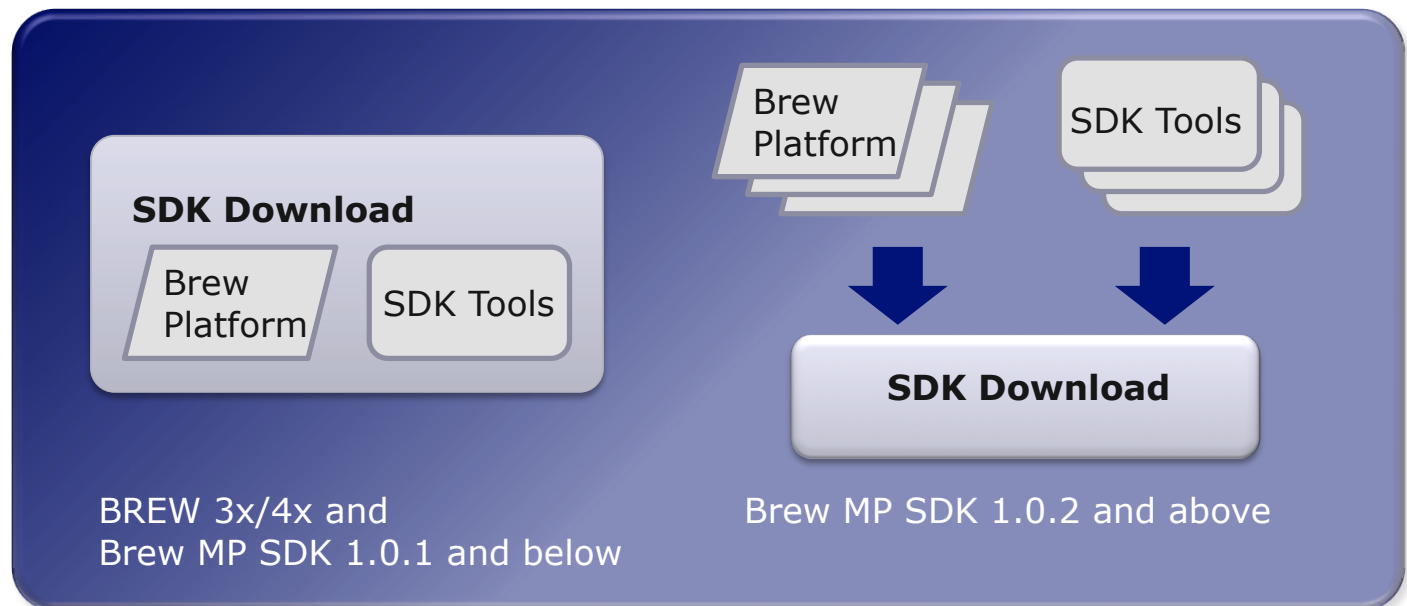 SDK Download
Brew
Platform
SDK Tools
BREW 3x/4x and
Brew MP SDK 1.0.1 and below
Brew
Platform
SDK Tools
SDK Download
Brew MP SDK 1.0.2 and above